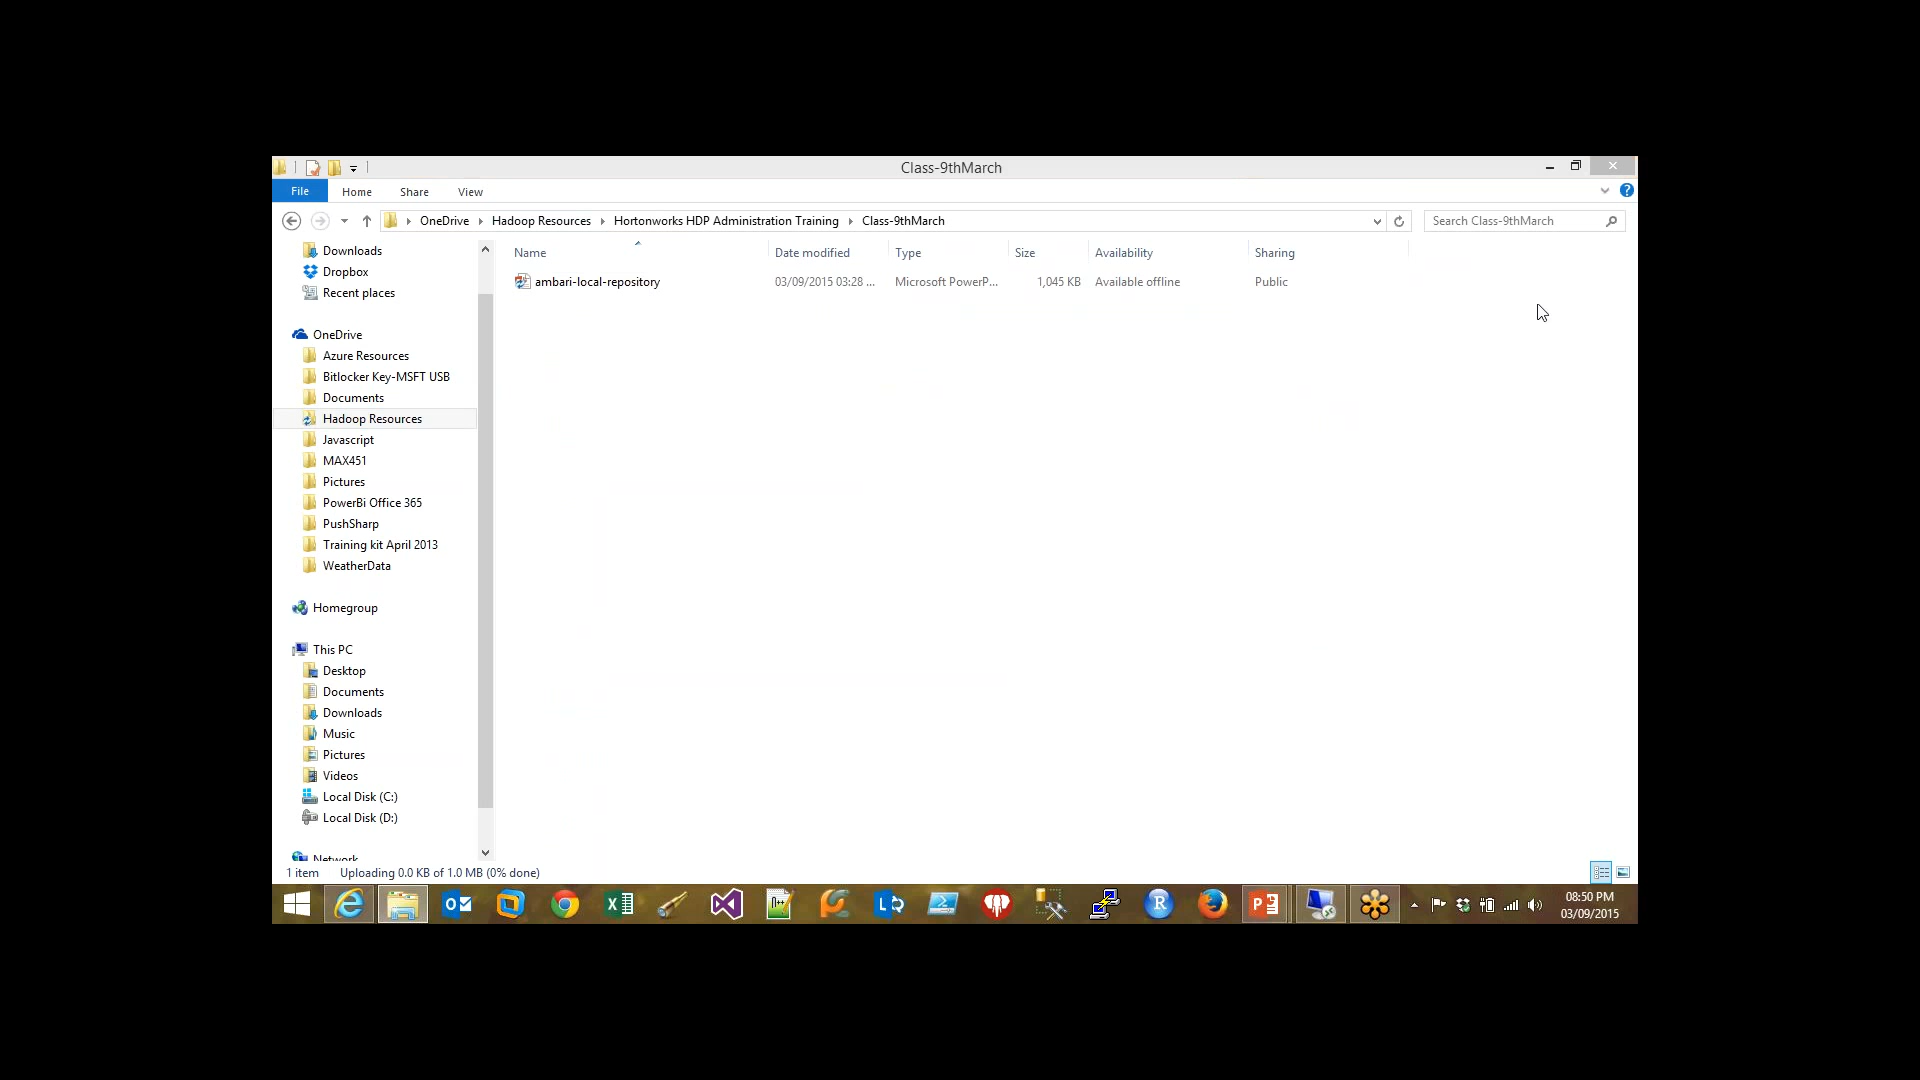 Class-9thMarch
File Home Share View
OneDrive Hadoop Resources Hortonworks HDP Administration Training Class-9thMarch Search Class-9thMarch
Name Date modified Type Size Availability Sharing
ambari-local-repository 03/09/2015 03:28 ... Microsoft PowerP... 1,045 KB Available offline Public
Downloads
Dropbox
Recent places
OneDrive
Azure Resources
Bitlocker Key-MSFT USB
Documents
Hadoop Resources
Javascript
MAX451
Pictures
PowerBi Office 365
PushSharp
Training kit April 2013
WeatherData
Homegroup
This PC
Desktop
Documents
Downloads
Music
Pictures
Videos
Local Disk (C:)
Local Disk (D:)
Network
1 item Uploading 0.0 KB of 1.0 MB (0% done)
08:50 PM
03/09/2015